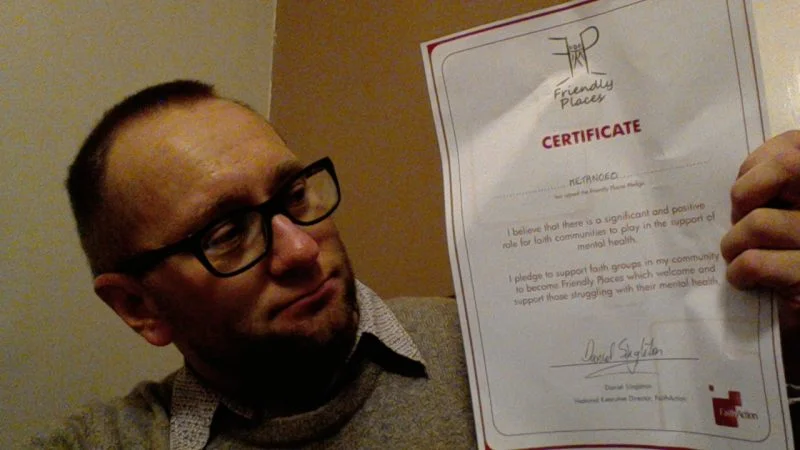 Friendly
Places
CERTIFICATE
METANOEO
has signed the Friendly Places Pledge
I believe that there is a significant and positive
role for faith communities to play in the support of
mental health.
I pledge to support faith groups in my community
to become Friendly Places which welcome and
support those struggling with their mental health
Daniel Singleton
Daniel Singleton
National Executive Director, FaithAction
FaithAction